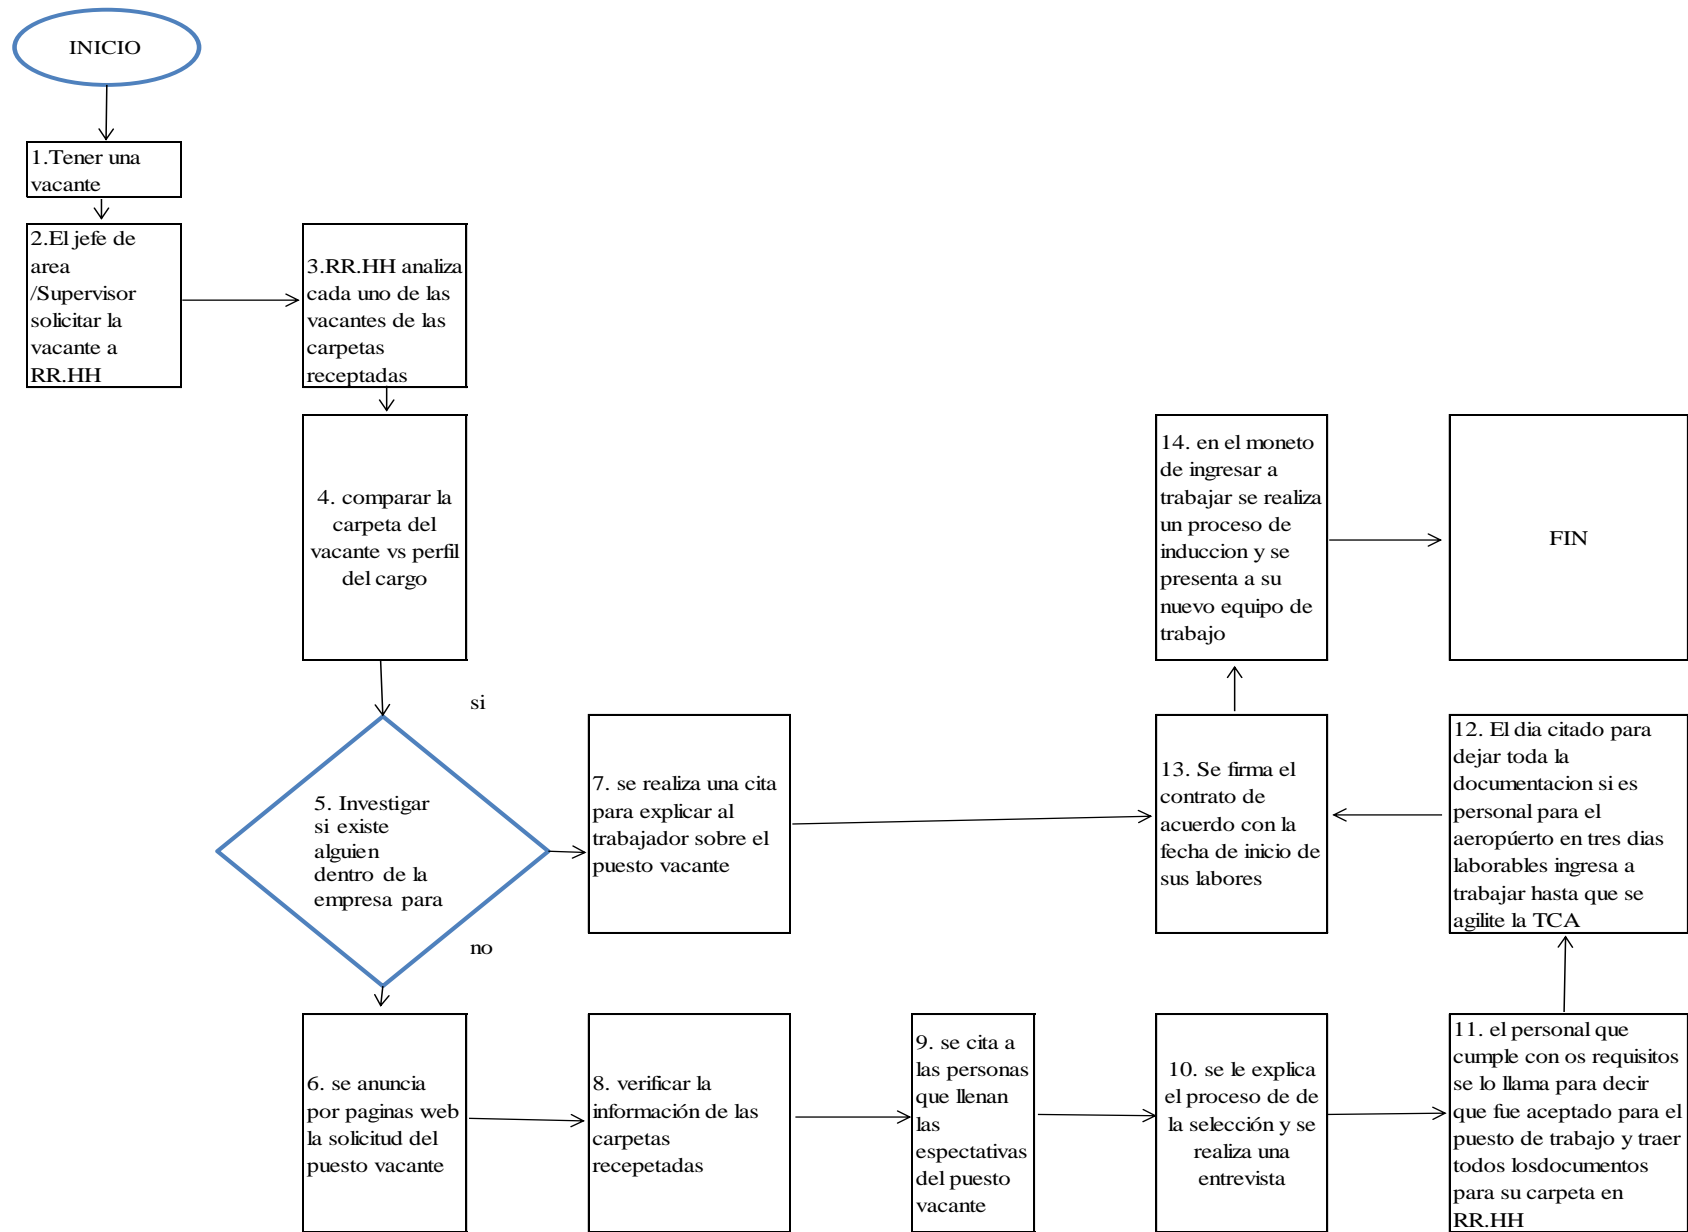 INICIO
1.Tener una
vacante
2.El jefe de
area
/Supervisor
solicitar la
vacante a
RR.HH
3.RR.HH analiza
cada uno de las
vacantes de las
carpetas
receptadas
4. comparar la
carpeta del
vacante vs perfil
del cargo
si
5. Investigar
si existe
alguien
dentro de la
empresa para
no
7. se realiza una cita
para explicar al
trabajador sobre el
puesto vacante
6. se anuncia
por paginas web
la solicitud del
puesto vacante
8. verificar la
información de las
carpetas
recepetadas
9. se cita a
las personas
que llenan
las
espectativas
del puesto
vacante
10. se le explica
el proceso de de
la selección y se
realiza una
entrevista
11. el personal que
cumple con os requisitos
se lo llama para decir
que fue aceptado para el
puesto de trabajo y traer
todos losdocumentos
para su carpeta en
RR.HH
12. El dia citado para
dejar toda la
documentacion si es
personal para el
aeropúerto en tres dias
laborables ingresa a
trabajar hasta que se
agilite la TCA
13. Se firma el
contrato de
acuerdo con la
fecha de inicio de
sus labores
14. en el moneto
de ingresar a
trabajar se realiza
un proceso de
induccion y se
presenta a su
nuevo equipo de
trabajo
FIN